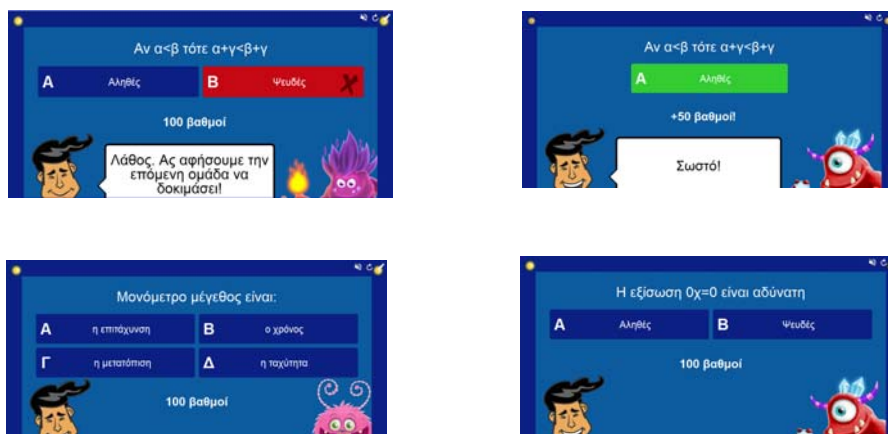 Αν α<β τότε α+γ<β+γ
A Αληθές B Ψευδές
100 βαθμοί
Λάθος. Ας αφήσουμε την
επόμενη ομάδα να
δοκιμάσει!
Αν α<β τότε α+γ<β+γ
A Αληθές
+50 βαθμοί!
Σωστό!
Μονόμετρο μέγεθος είναι:
A η επιτάχυνση B ο χρόνος
Γ η μετατόπιση Δ η ταχύτητα
100 βαθμοί
Η εξίσωση 0χ=0 είναι αδύνατη
A Αληθές B Ψευδές
100 βαθμοί